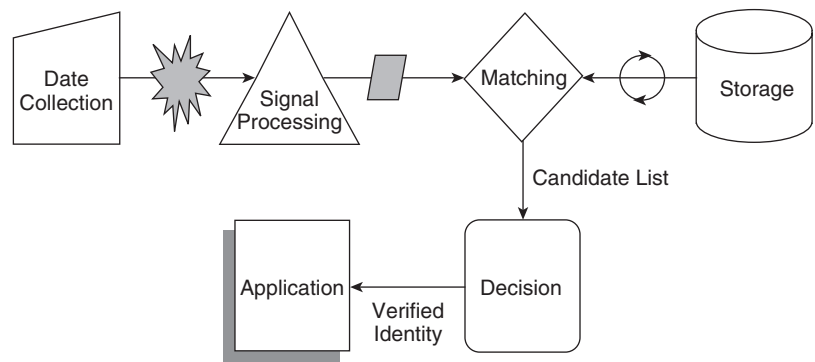 Date
Collection
Signal
Processing
Matching
Storage
Candidate List
Application
Verified
Identity
Decision